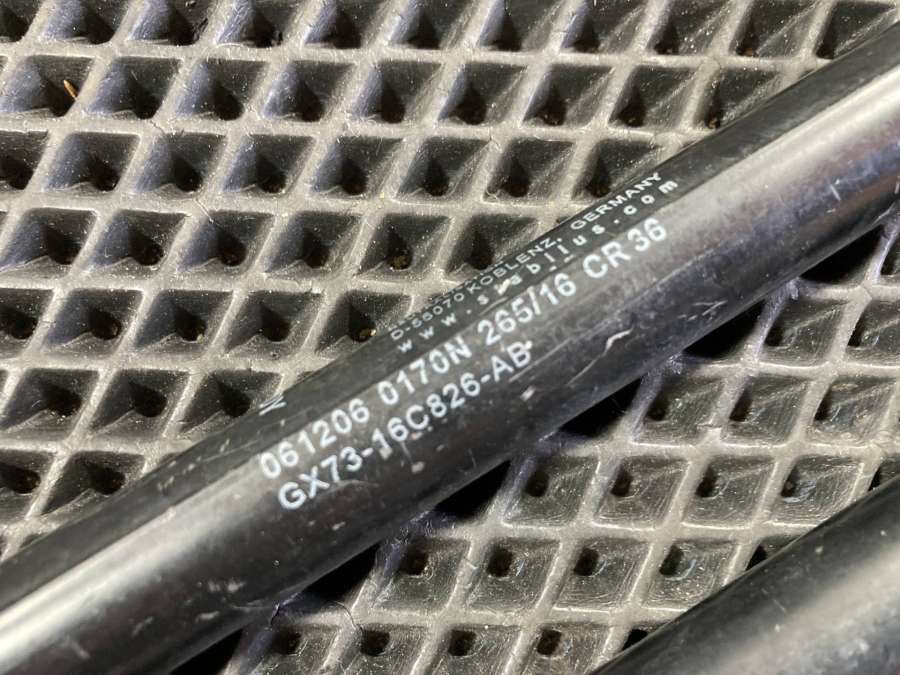 D-56070 KOBLENZ, GERMANY
www.stabilus.com
061206 0170N 265/16 CR 36
GX73-16C826-AB